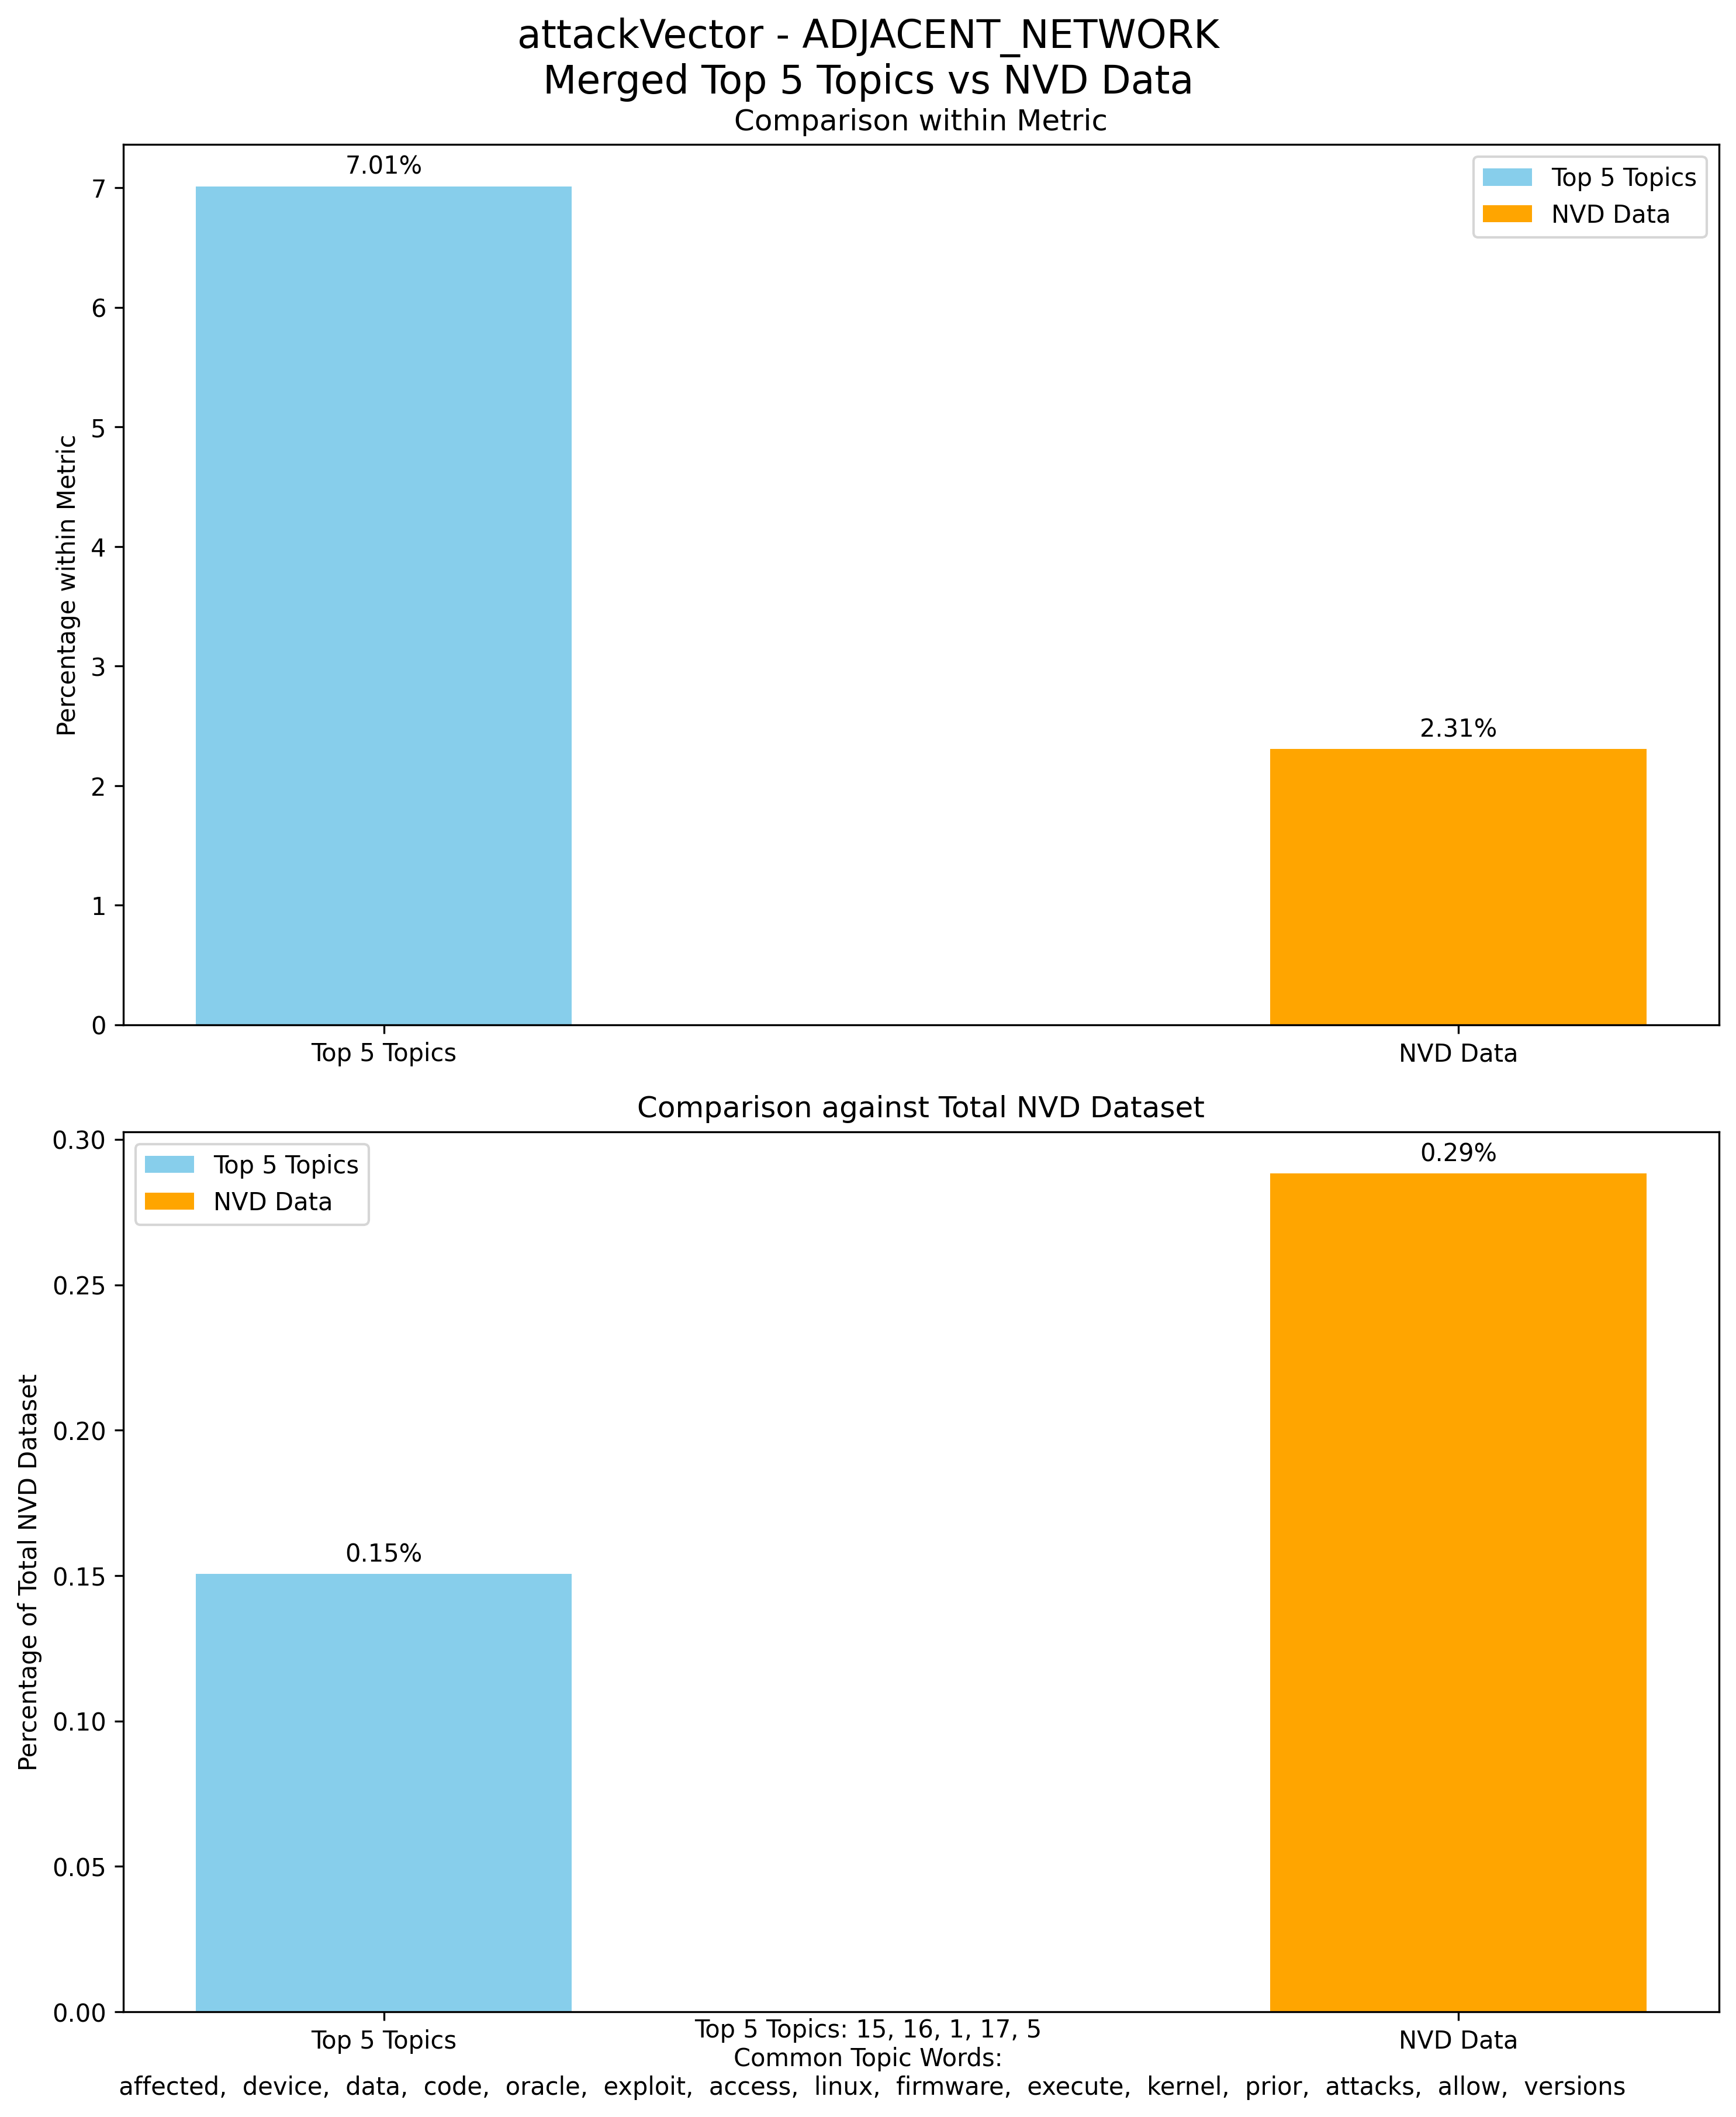 attackVector - ADJACENT_NETWORK
Merged Top 5 Topics vs NVD Data
Comparison within Metric
7.01%
2.31%
Top 5 Topics
NVD Data
Percentage within Metric
7
6
5
4
3
2
1
0
Top 5 Topics
NVD Data
Comparison against Total NVD Dataset
0.15%
0.29%
Top 5 Topics
NVD Data
Percentage of Total NVD Dataset
0.30
0.25
0.20
0.15
0.10
0.05
0.00
Top 5 Topics
NVD Data
Top 5 Topics: 15, 16, 1, 17, 5
Common Topic Words:
affected, device, data, code, oracle, exploit, access, linux, firmware, execute, kernel, prior, attacks, allow, versions